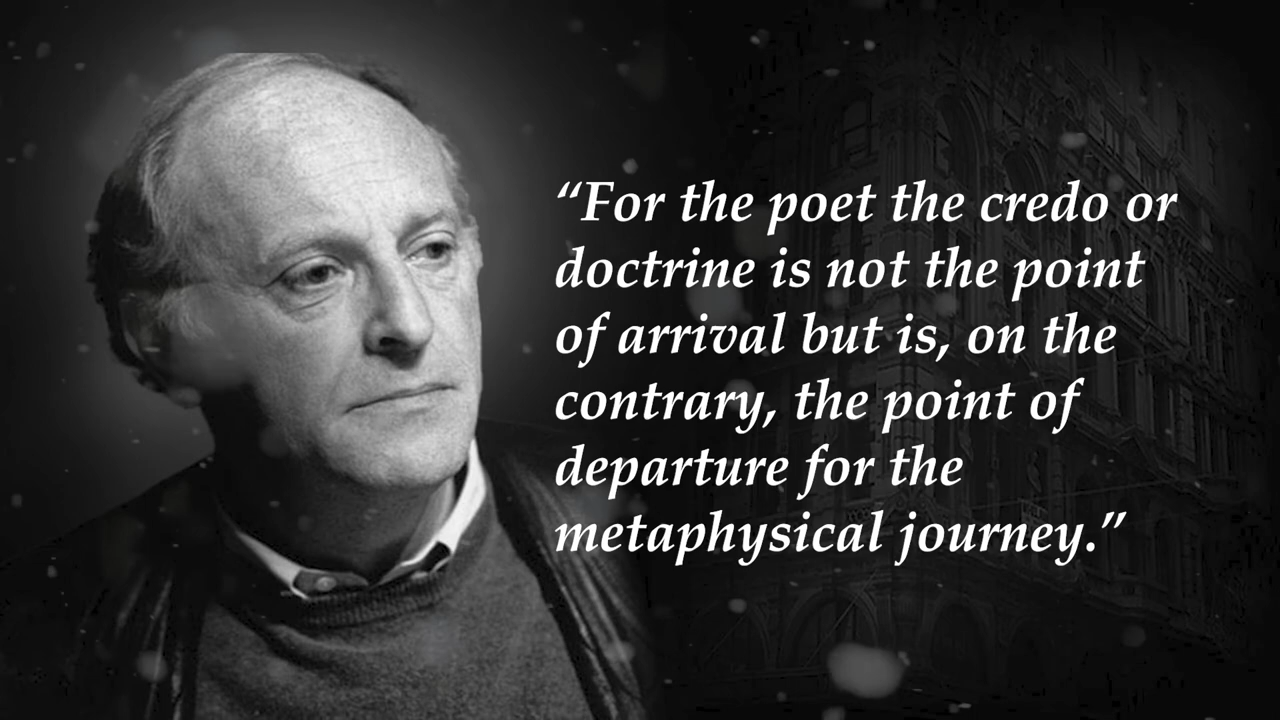 “For the poet the credo or
doctrine is not the point
of arrival but is, on the
contrary, the point of
departure for the
metaphysical journey.”